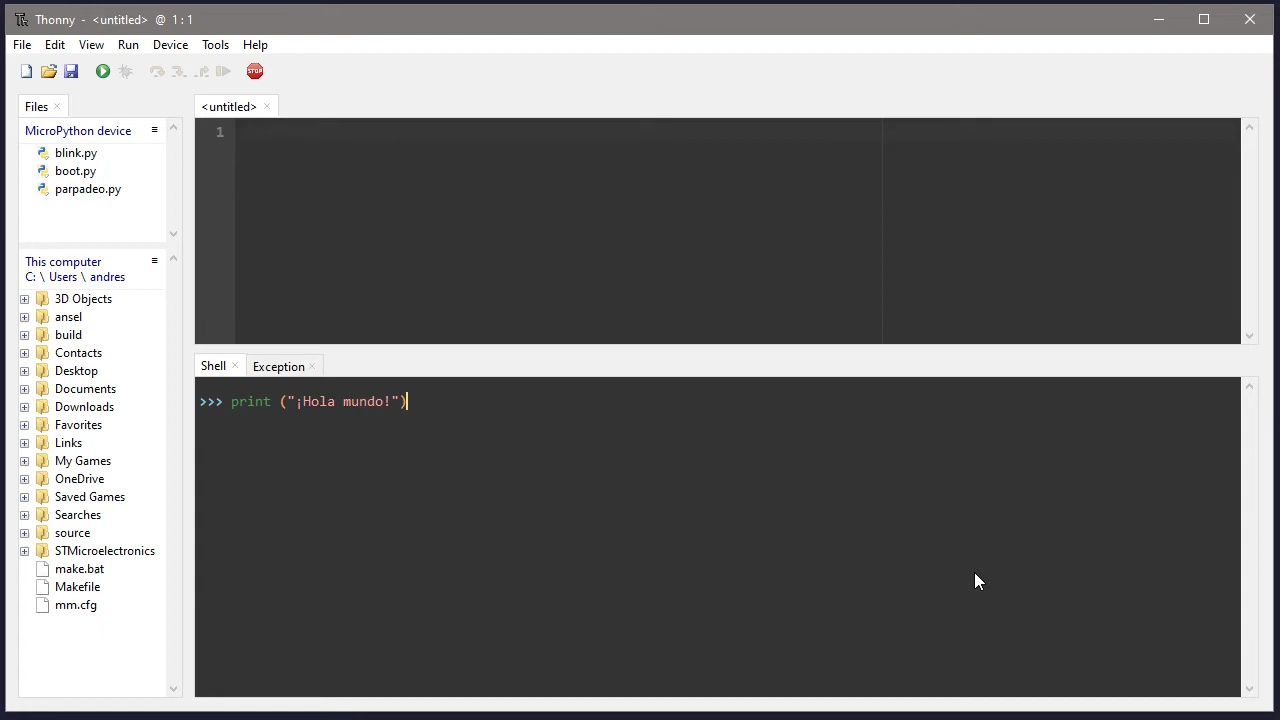 Thonny - <untitled> @ 1:1
File Edit View Run Device Tools Help
STOP
Files
<untitled>
MicroPython device
blink.py
boot.py
parpadeo.py
1
This computer
C: \ Users \ andres
3D Objects
ansel
build
Contacts
Desktop
Documents
Downloads
Favorites
Links
My Games
OneDrive
Saved Games
Searches
source
STMicroelectronics
make.bat
Makefile
mm.cfg
Shell
Exception
>>> print ("¡Hola mundo!")